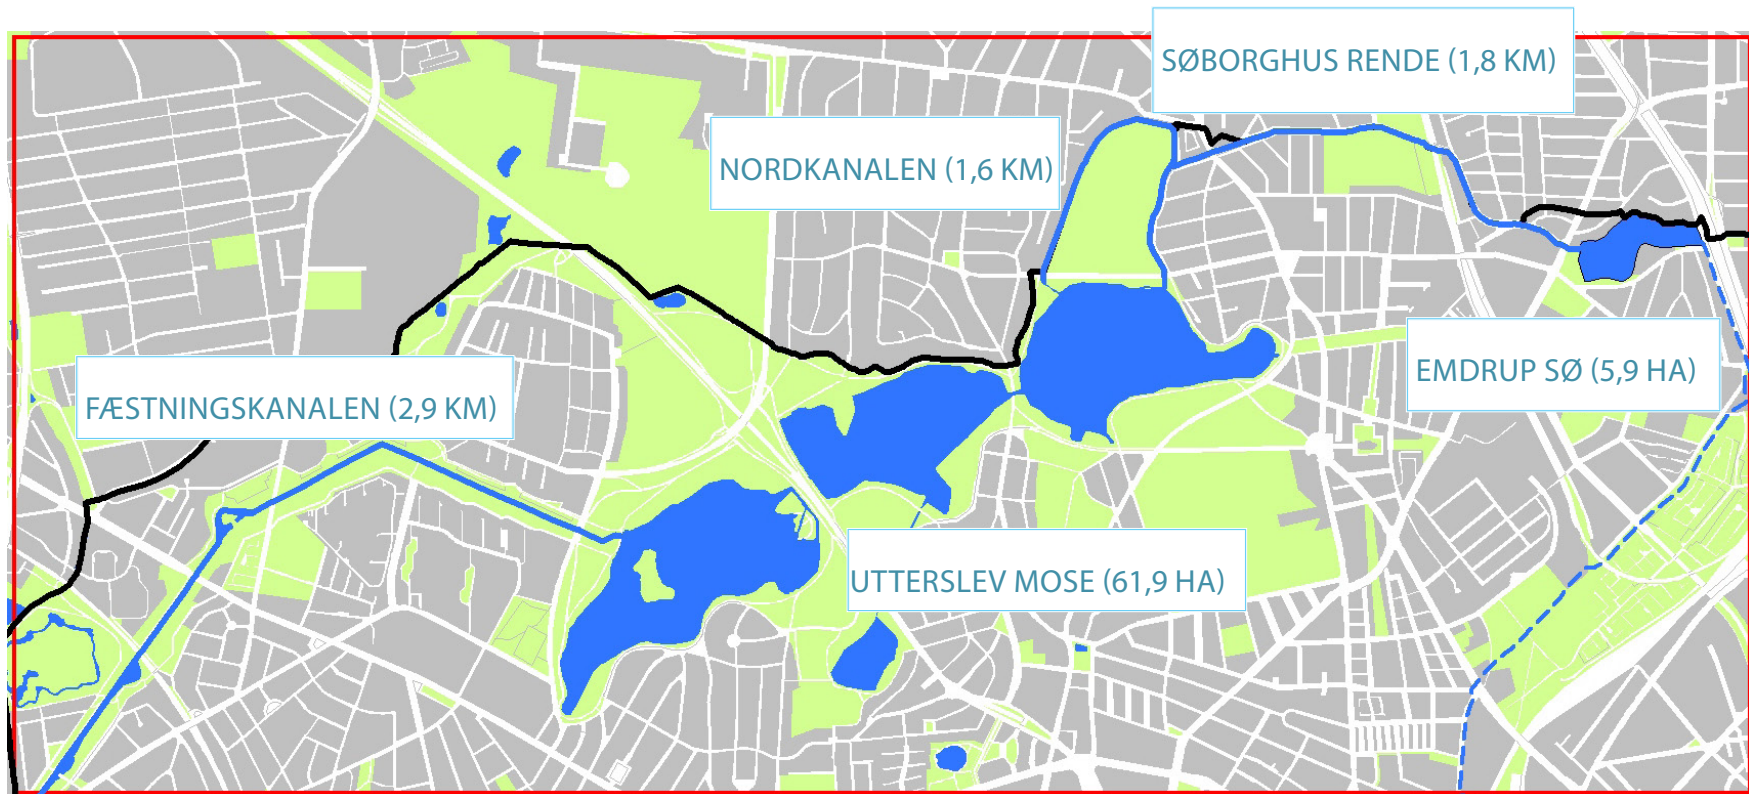 SØBORGHUS RENDE (1,8 KM)
NORDKANALEN (1,6 KM)
EMDRUP SØ (5,9 HA)
FÆSTNINGSKANALEN (2,9 KM)
UTTERSLEV MOSE (61,9 HA)